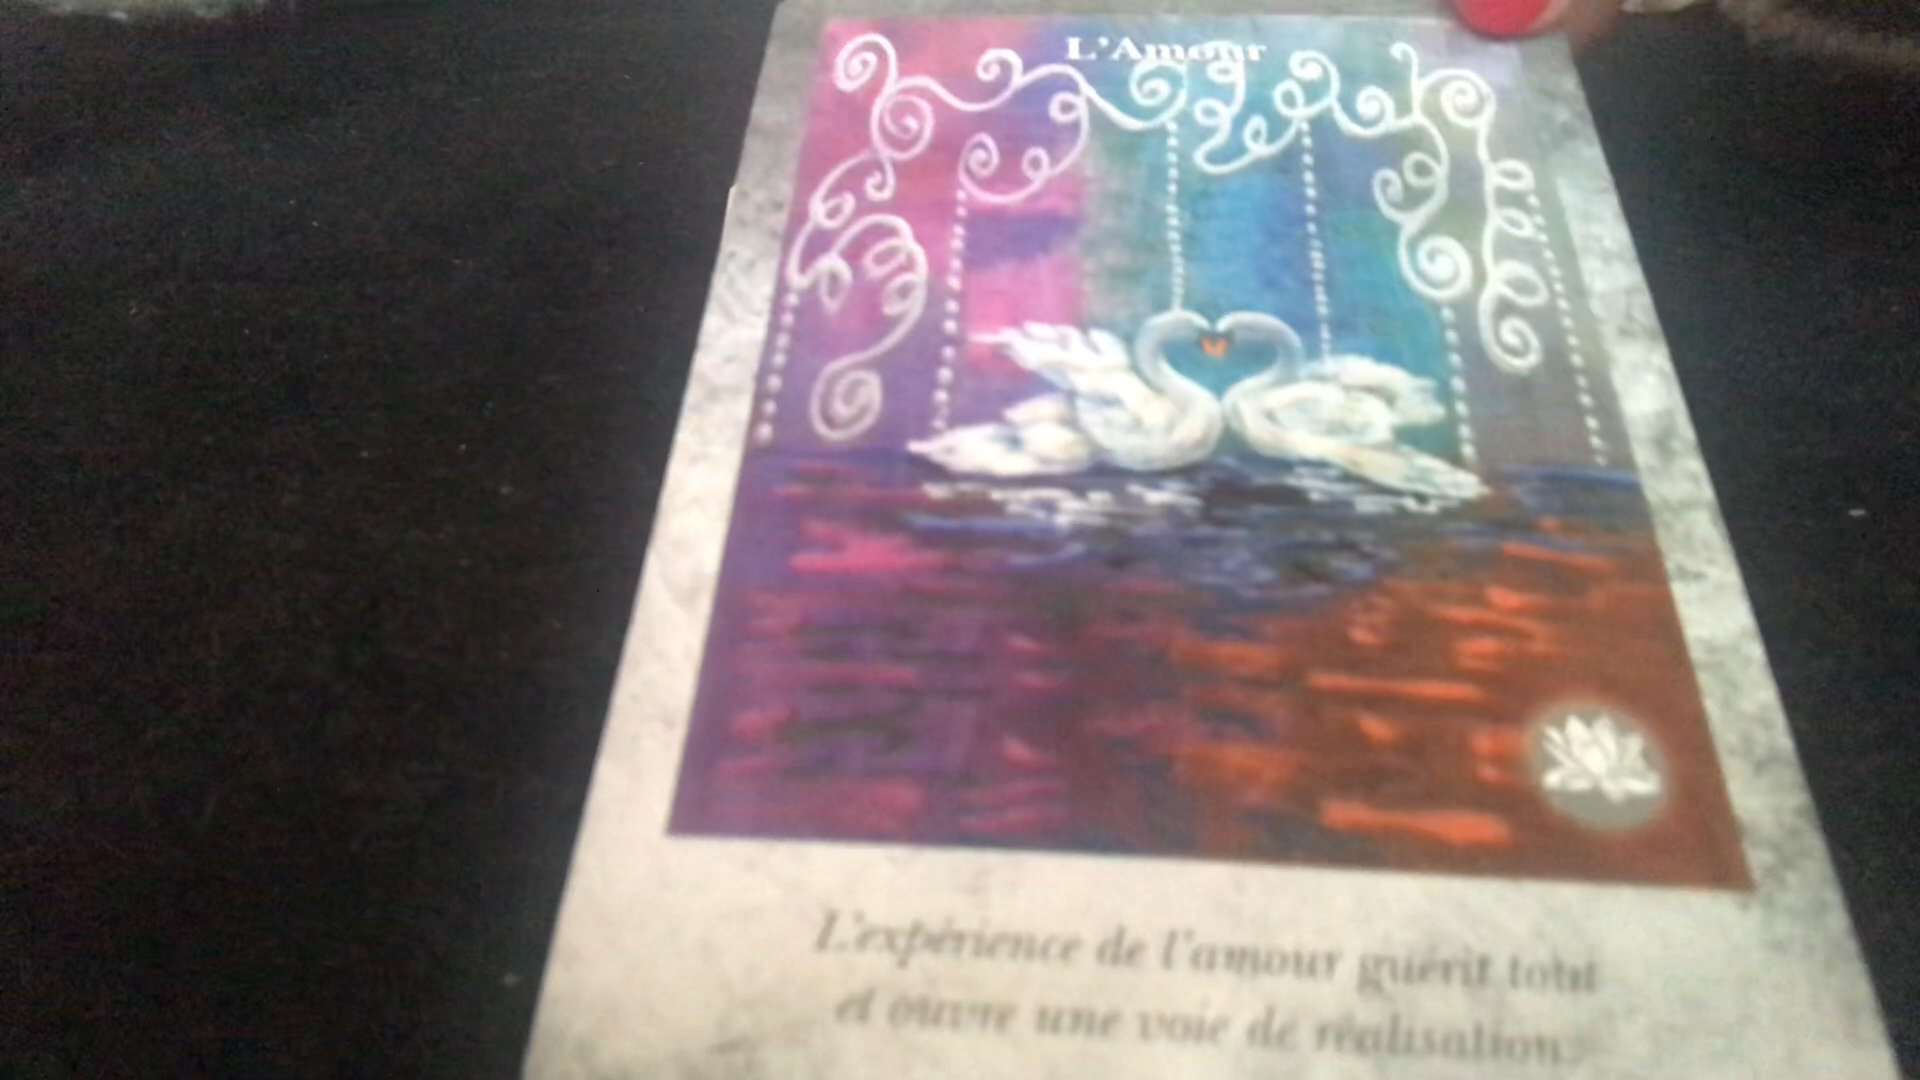 L'Amour
L'expérience de l'amour guérit tout
et ouvre une voie de réalisation.